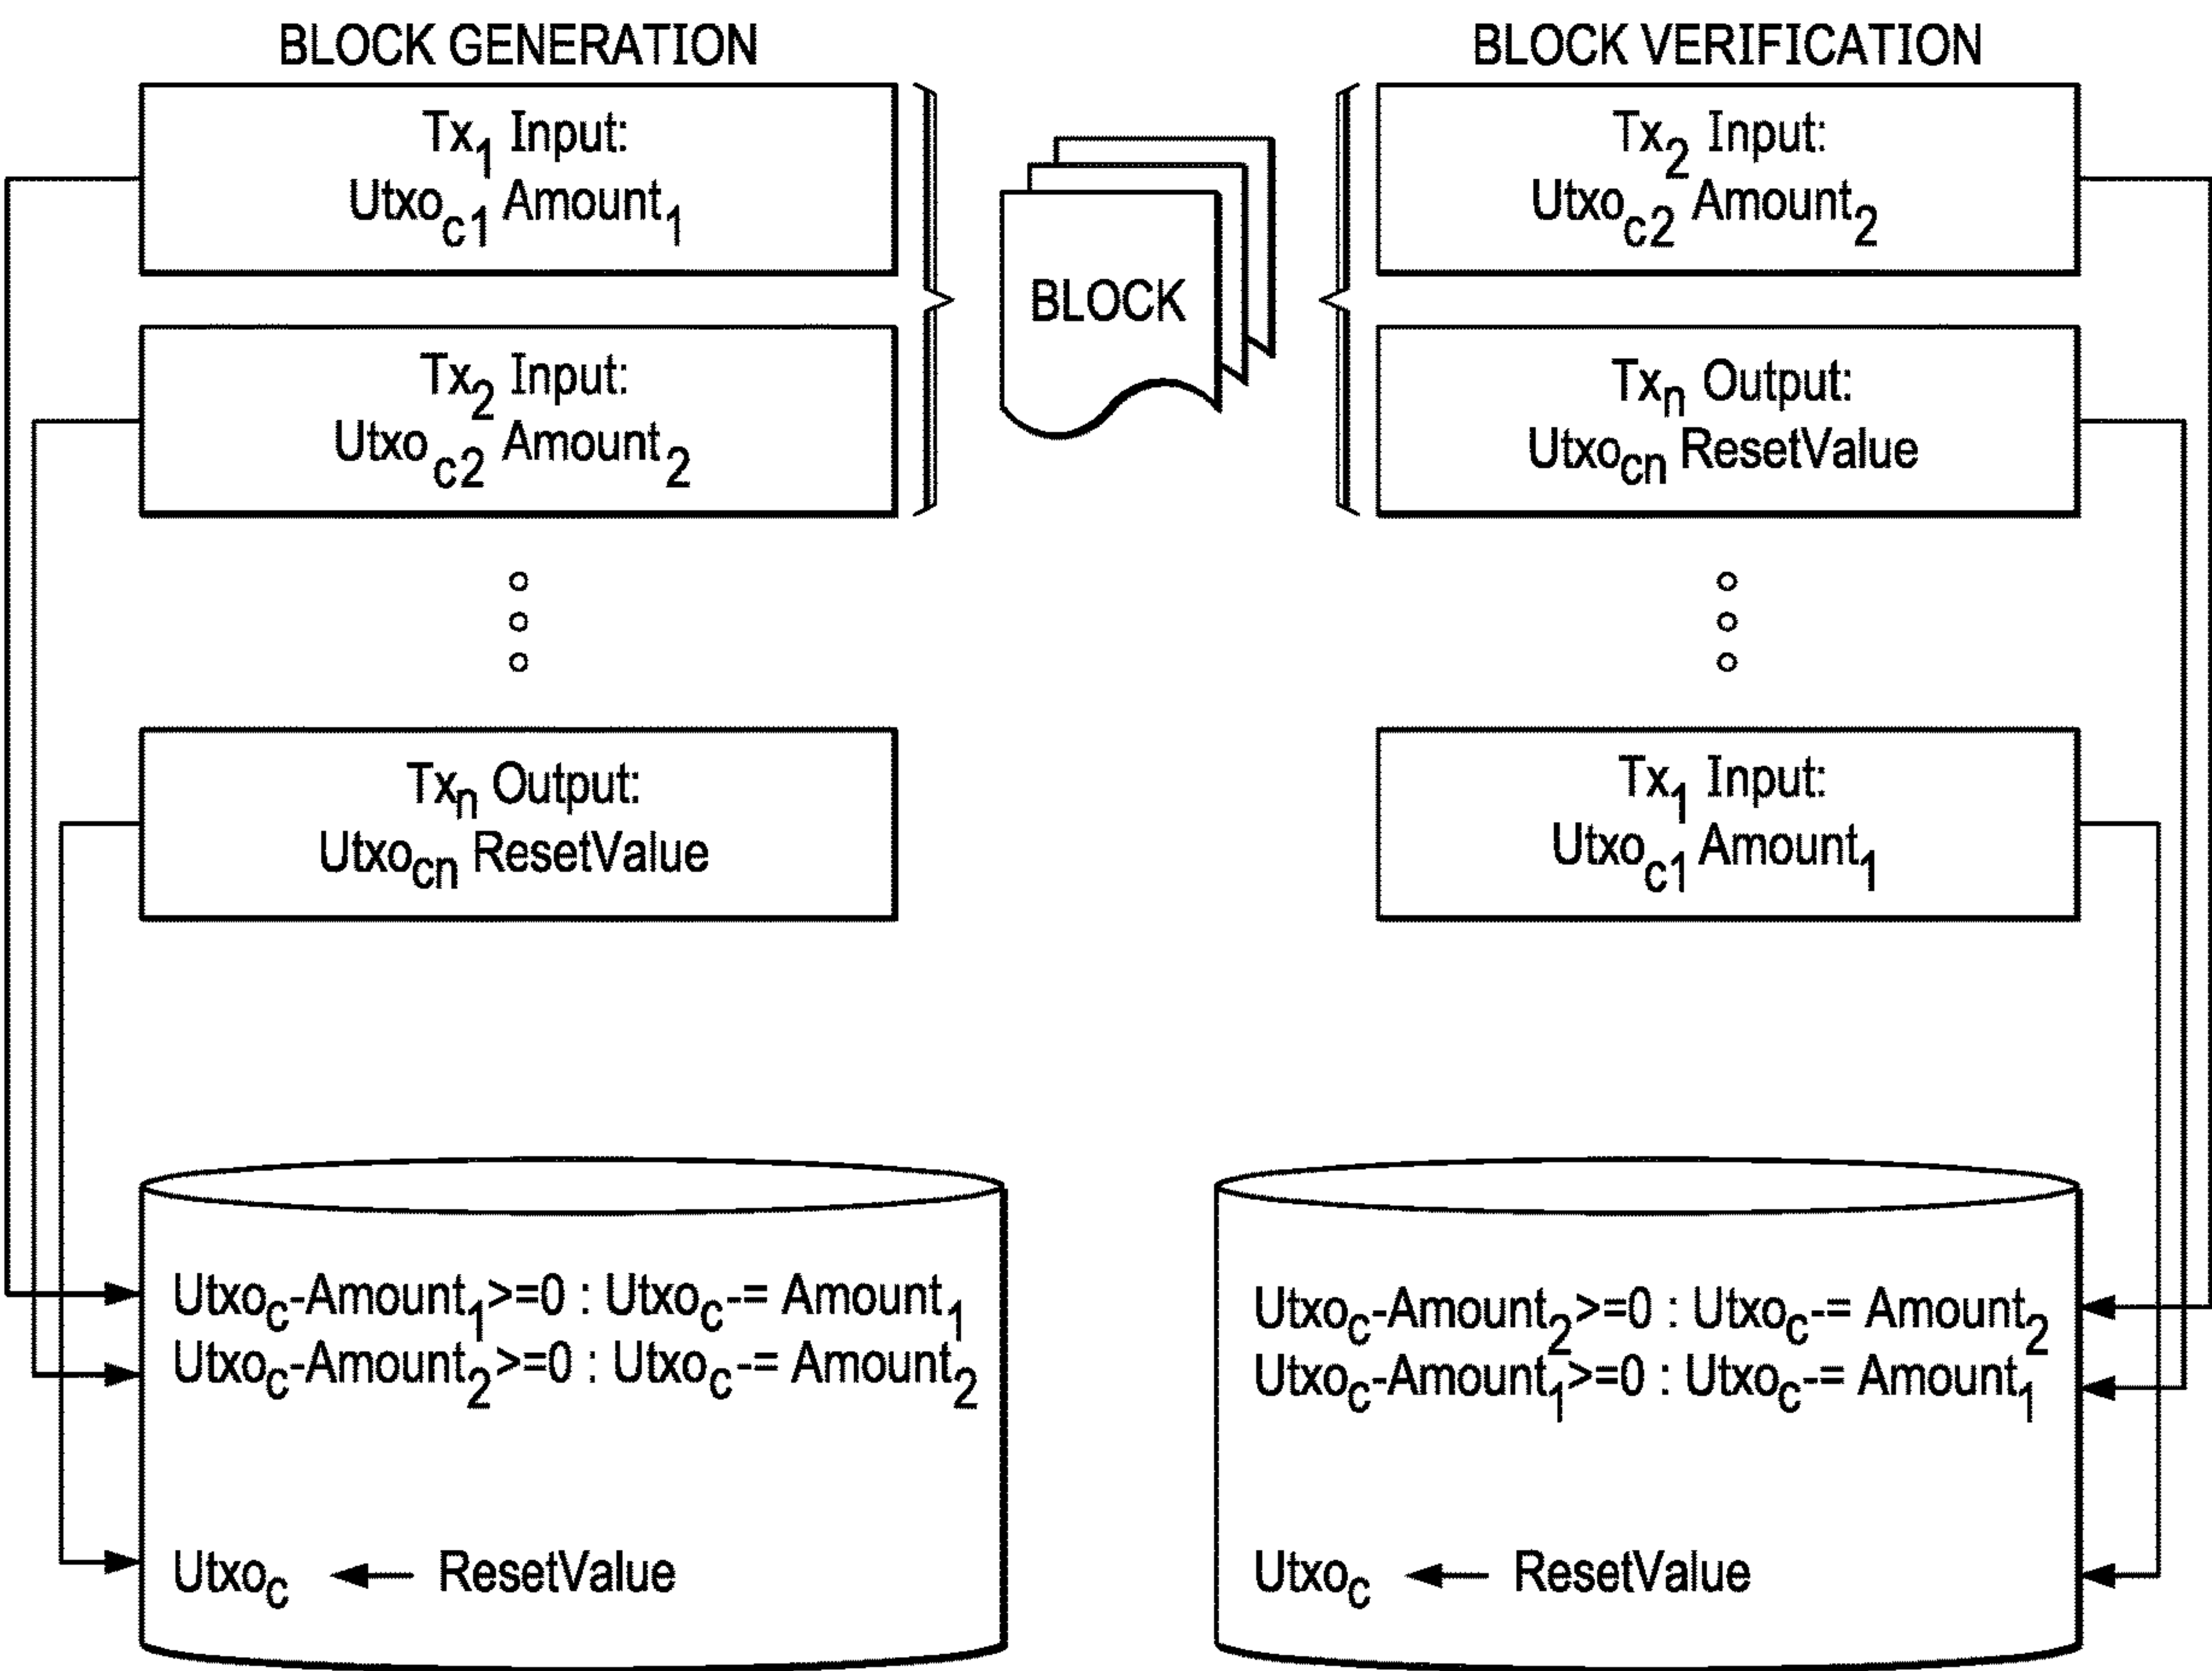 BLOCK GENERATION
Tx1 Input:
Utxoc1 Amount1
Tx2 Input:
Utxoc2 Amount2
Txn Output:
Utxocn ResetValue
Utxoc-Amount1>=0 : Utxoc-= Amount1
Utxoc-Amount2>=0 : Utxoc-= Amount2
Utxoc ← ResetValue
BLOCK
BLOCK VERIFICATION
Tx2 Input:
Utxoc2 Amount2
Txn Output:
Utxocn ResetValue
Tx1 Input:
Utxoc1 Amount1
Utxoc-Amount2>=0 : Utxoc-= Amount2
Utxoc-Amount1>=0 : Utxoc-= Amount1
Utxoc ← ResetValue